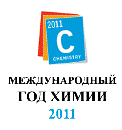 2011
C
CHEMISTRY
МЕЖДУНАРОДНЫЙ
ГОД ХИМИИ
2011